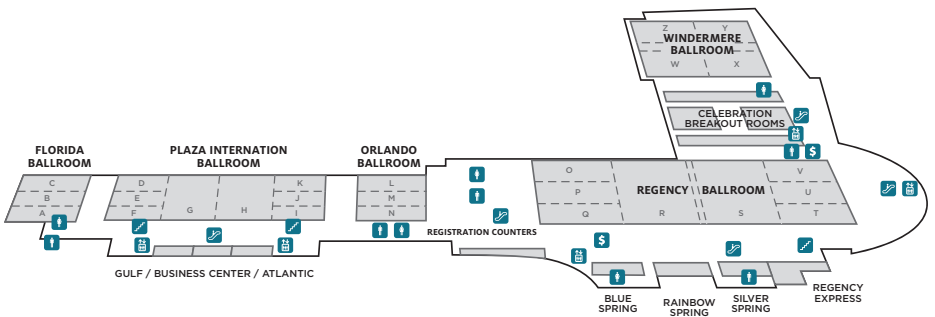 Z
Y
WINDERMERE
BALLROOM
W
X
CELEBRATION
BREAKOUT ROOMS
$
FLORIDA
BALLROOM
PLAZA INTERNATION
BALLROOM
ORLANDO
BALLROOM
C
B
A
D
E
F
G
H
K
J
I
L
M
N
O
P
Q
REGENCY BALLROOM
R
S
V
U
T
REGISTRATION COUNTERS
$
GULF / BUSINESS CENTER / ATLANTIC
BLUE
SPRING
RAINBOW
SPRING
SILVER
SPRING
REGENCY
EXPRESS